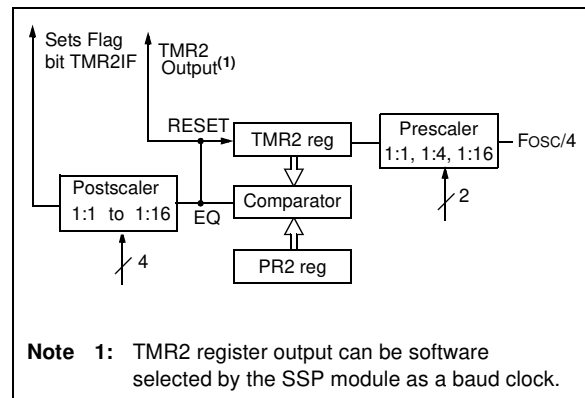 Sets Flag
bit TMR2IF
TMR2
Output(1)
RESET
TMR2 reg
Prescaler
1:1, 1:4, 1:16
FOSC/4
2
Postscaler
1:1 to 1:16
EQ
Comparator
4
PR2 reg
Note 1: TMR2 register output can be software
selected by the SSP module as a baud clock.